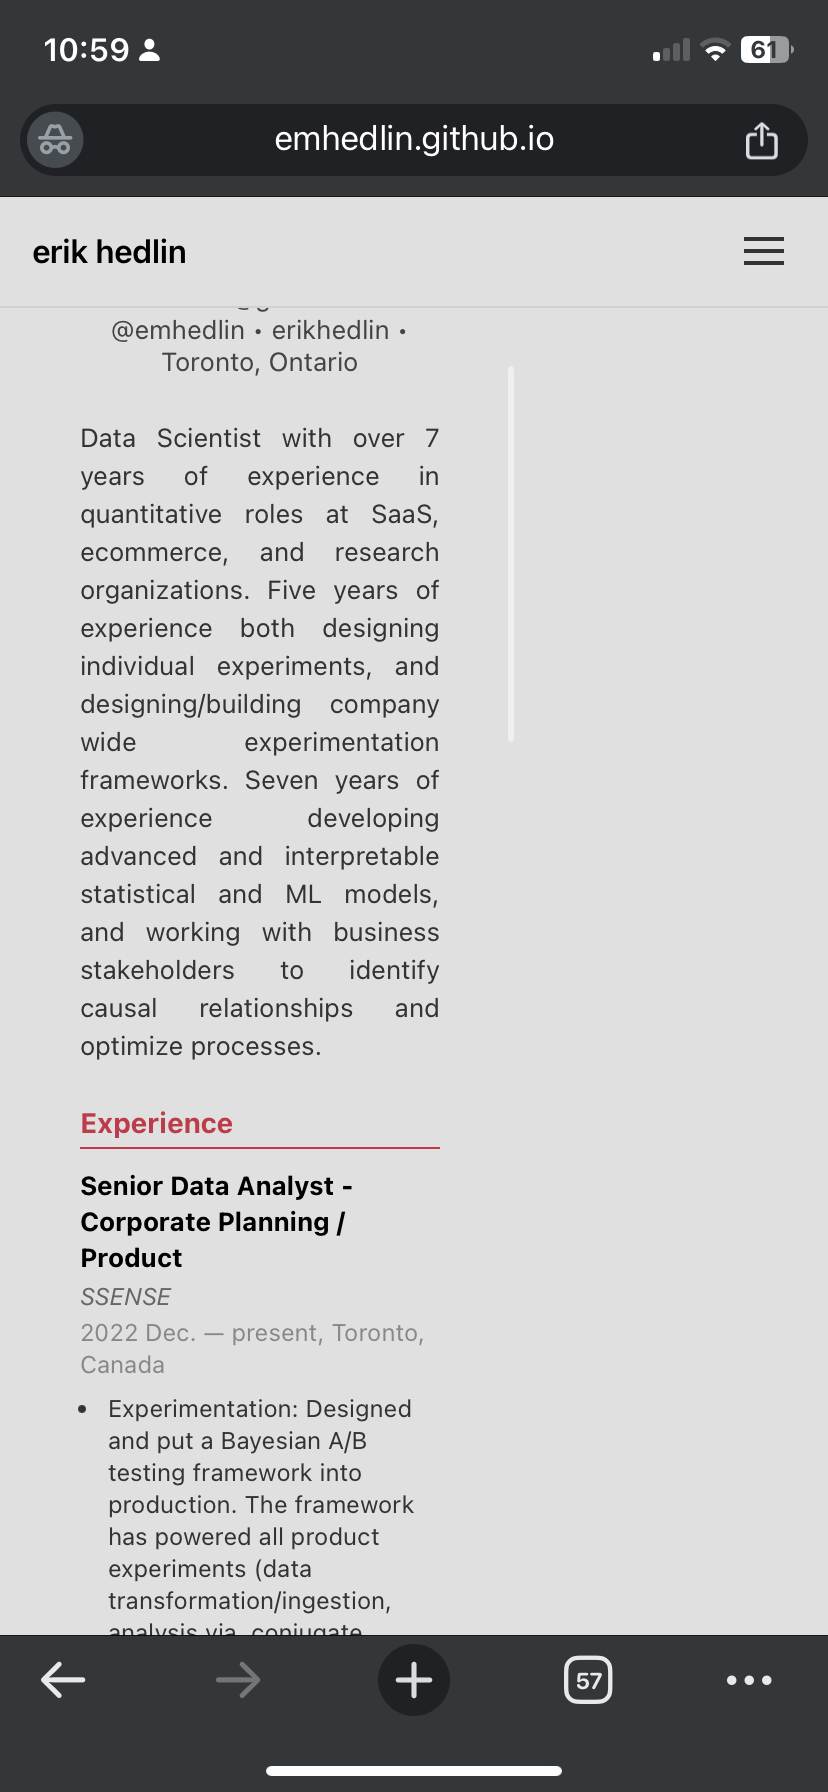 10:59
61
emhedlin.github.io
erik hedlin
@emhedlin • erikhedlin •
Toronto, Ontario
Data Scientist with over 7
years of experience in
quantitative roles at SaaS,
ecommerce, and research
organizations. Five years of
experience both designing
individual experiments, and
designing/building company
wide experimentation
frameworks. Seven years of
experience developing
advanced and interpretable
statistical and ML models,
and working with business
stakeholders to identify
causal relationships and
optimize processes.
Experience
Senior Data Analyst -
Corporate Planning /
Product
SSENSE
2022 Dec. — present, Toronto,
Canada
• Experimentation: Designed
and put a Bayesian A/B
testing framework into
production. The framework
has powered all product
experiments (data
transformation/ingestion,
analysis via conjugate
57